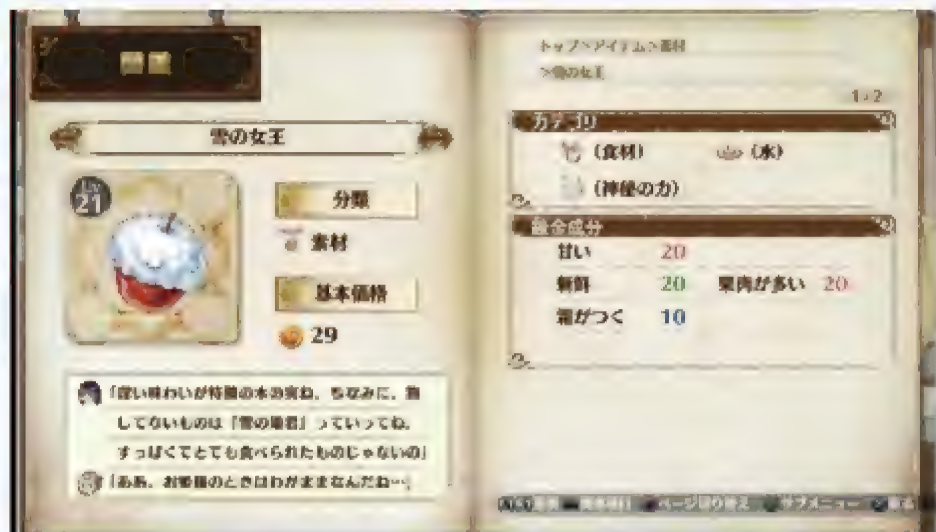 雪の女王
Lv
21
分類
素材
基本価格
29
「深い味わいが特徴の木の実ね。ちなみに、熟
してないものは「雪の姫君」っていってね。
すっぱくてとても食べられたものじゃないの」
「ああ、お姫様のときはわがままなんだね…」
トップ>アイテム>素材
>雪の女王
1/2
カテゴリ
(食材) (水)
(神秘の力)
錬金成分
甘い 20
新鮮 20 果肉が多い 20
霜がつく 10
ページ切り替え サブメニュー